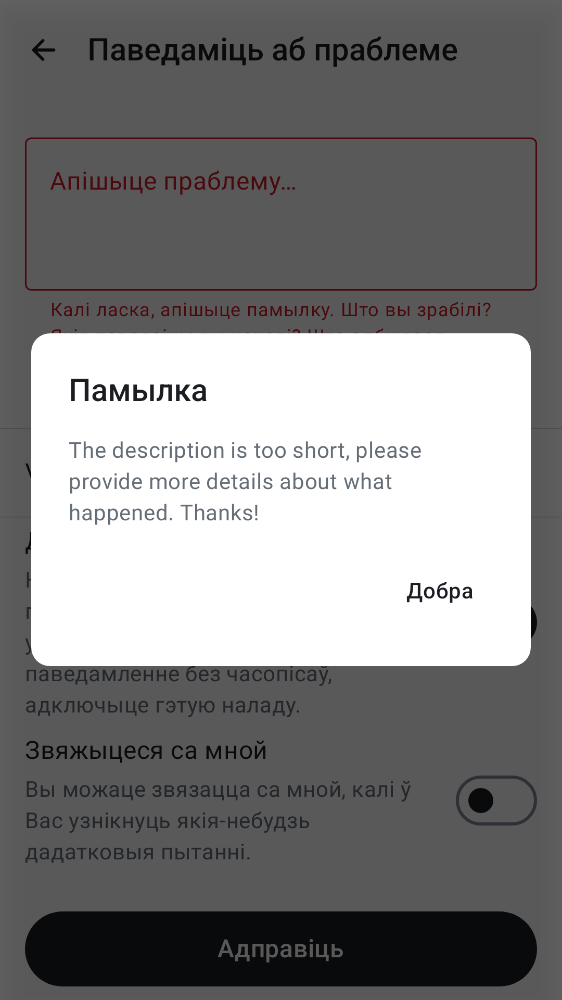 Паведаміць аб праблеме
Апішыце праблему...
Калі ласка, апішыце памылку. Што вы зрабілі?
Памылка
The description is too short, please
provide more details about what
happened. Thanks!
Добра
паведамленне без часопісаў,
адключыце гэтую наладу.
Звяжыцеся са мной
Вы можаце звязацца са мной, калі ў
Вас узнікнуць якія-небудзь
дадатковыя пытанні.
Адправіць